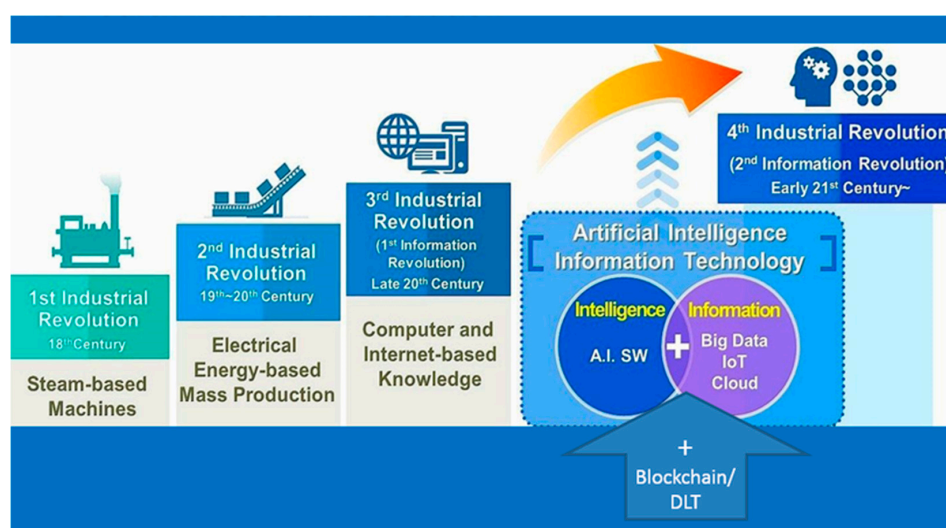 1st Industrial
Revolution
18th Century
Steam-based
Machines
2nd Industrial
Revolution
19th~20th Century
Electrical
Energy-based
Mass Production
3rd Industrial
Revolution
(1st Information
Revolution)
Late 20th Century
Computer and
Internet-based
Knowledge
4th Industrial Revolution
(2nd Information Revolution)
Early 21st Century~
Artificial Intelligence
Information Technology
Intelligence
A.I. SW
+
Information
Big Data
IoT
Cloud
+
Blockchain/
DLT